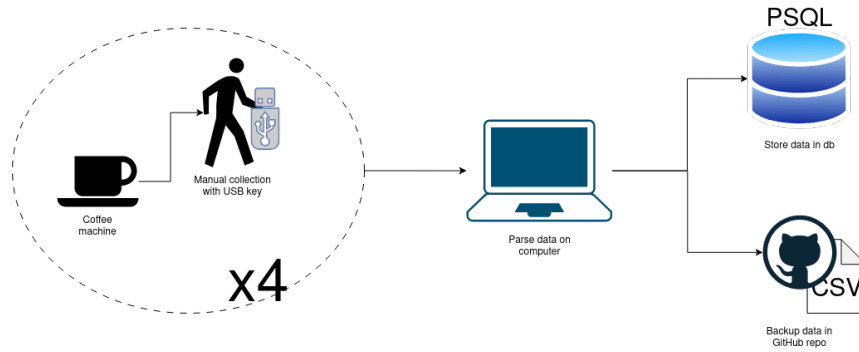 PSQL
Manual collection
with USB key
Coffee
machine
x4
Parse data on
computer
Store data in db
CSV
Backup data in
GitHub repo